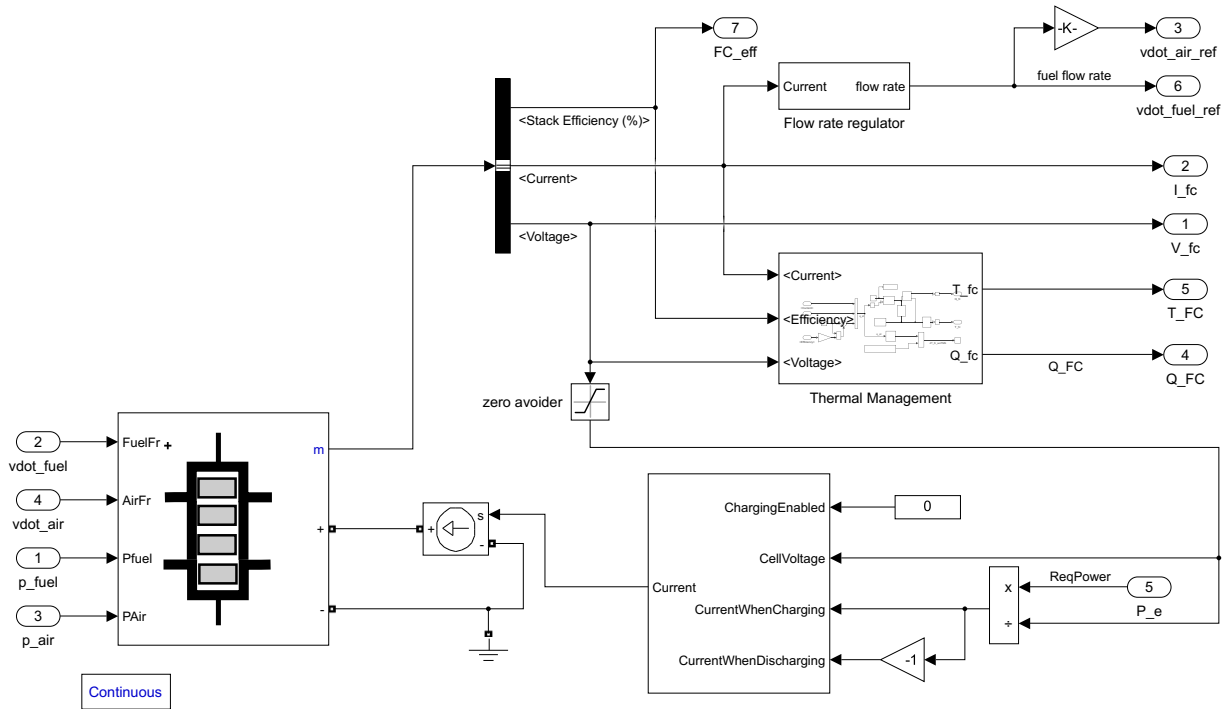 7
FC_eff
-K-
3
vdot_air_ref
Current
flow rate
Flow rate regulator
fuel flow rate
6
vdot_fuel_ref
<Stack Efficiency (%)>
<Current>
2
I_fc
<Voltage>
1
V_fc
<Current>
<Efficiency>
<Voltage>
T_fc
Q_fc
Thermal Management
5
T_FC
Q_FC
4
Q_FC
zero avoider
2
vdot_fuel
4
vdot_air
1
p_fuel
3
p_air
FuelFr
+
AirFr
Pfuel
PAir
m
+
-
+
s
-
Current
ChargingEnabled
CellVoltage
CurrentWhenCharging
CurrentWhenDischarging
0
-1
x
÷
ReqPower
5
P_e
Continuous